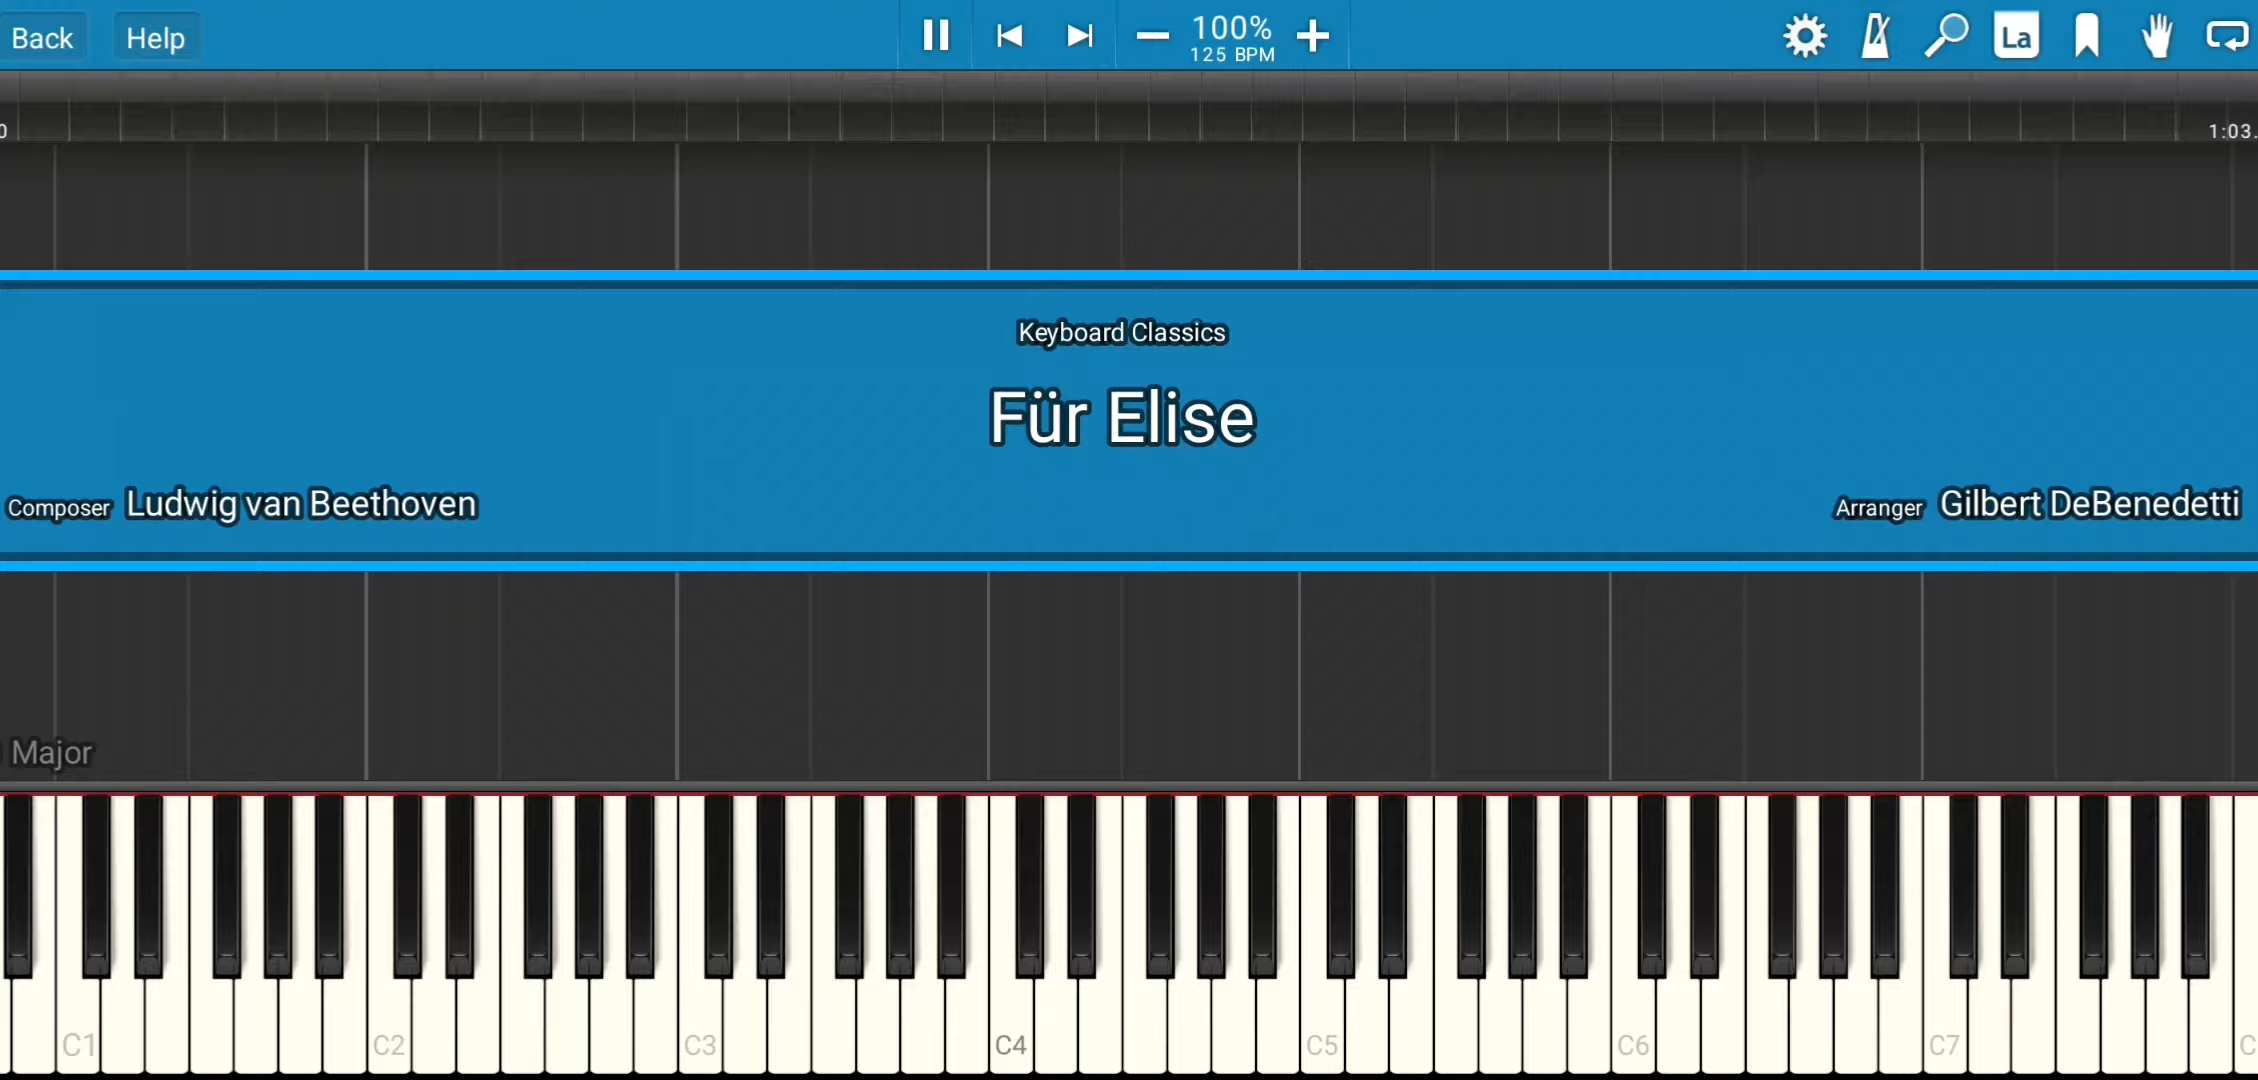 Back Help 100% La
125 BPM
0 1:03.
Keyboard Classics
Für Elise
Composer Ludwig van Beethoven Arranger Gilbert DeBenedetti
Major
C1 C2 C3 C4 C5 C6 C7 C